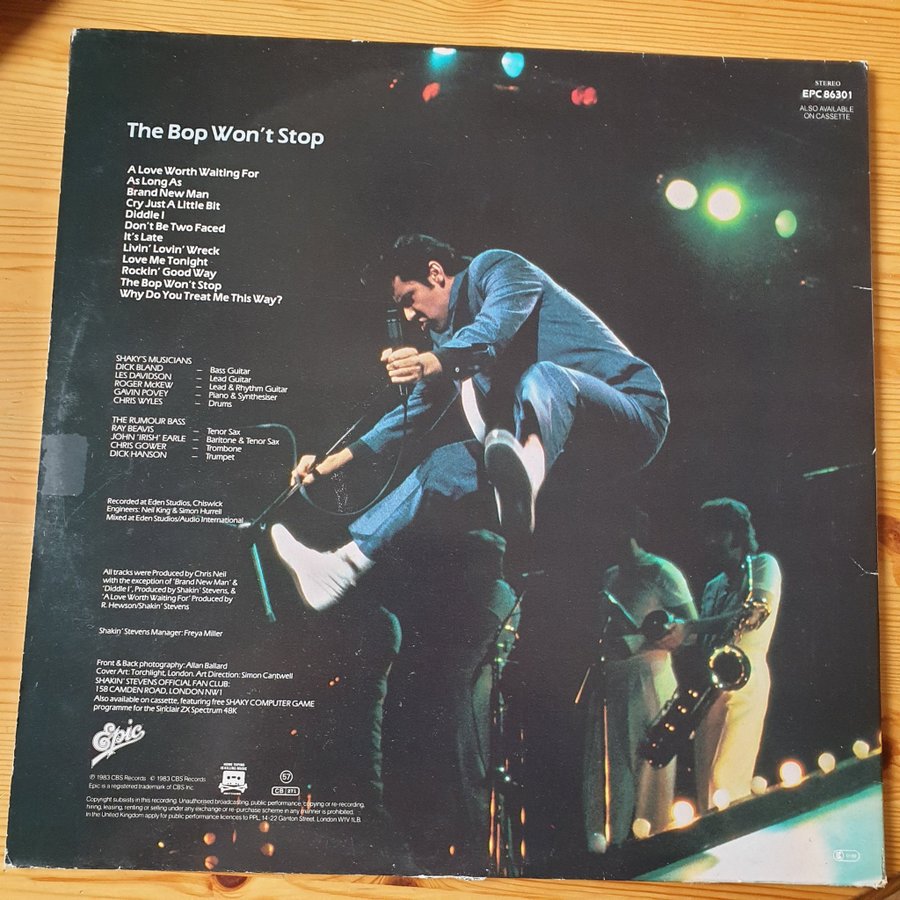 STEREO
EPC 86301
ALSO AVAILABLE
ON CASSETTE
The Bop Won't Stop
A Love Worth Waiting For
As Long As
Brand New Man
Cry Just A Little Bit
Diddle I
Don't Be Two Faced
It's Late
Livin' Lovin' Wreck
Love Me Tonight
Rockin' Good Way
The Bop Won't Stop
Why Do You Treat Me This Way?
SHAKY'S MUSICIANS
DICK BLAND – Bass Guitar
LES DAVIDSON – Lead Guitar
ROGER McKEW – Lead & Rhythm Guitar
GAVIN POVEY – Piano & Synthesiser
CHRIS WYLES – Drums
THE RUMOUR BASS
RAY BEAVIS – Tenor Sax
JOHN 'IRISH' EARLE – Baritone & Tenor Sax
CHRIS GOWER – Trombone
DICK HANSON – Trumpet
Recorded at Eden Studios, Chiswick
Engineers: Neil King & Simon Hurrell
Mixed at Eden Studios/Audio International
All tracks were Produced by Chris Neil
with the exception of 'Brand New Man' &
'Diddle I', Produced by Shakin' Stevens, &
'A Love Worth Waiting For' Produced by
R. Hewson/Shakin' Stevens
Shakin' Stevens Manager: Freya Miller
Front & Back photography: Allan Ballard
Cover Art: Torchlight, London. Art Direction: Simon Cantwell
SHAKIN' STEVENS OFFICIAL FAN CLUB:
158 CAMDEN ROAD, LONDON NW1
Also available on cassette, featuring free SHAKY COMPUTER GAME
programme for the Sinclair ZX Spectrum 48K
Epic
℗ 1983 CBS Records © 1983 CBS Records
Epic is a registered trademark of CBS Inc.
HOME TAPING
IS KILLING MUSIC
57
CB 271
Copyright subsists in this recording. Unauthorised broadcasting, public performance, copying or re-recording,
hiring, leasing, renting or selling under any exchange or re-purchase scheme in any manner is prohibited.
In the United Kingdom apply for public performance licences to PPL, 14-22 Ganton Street, London W1V 1LB.